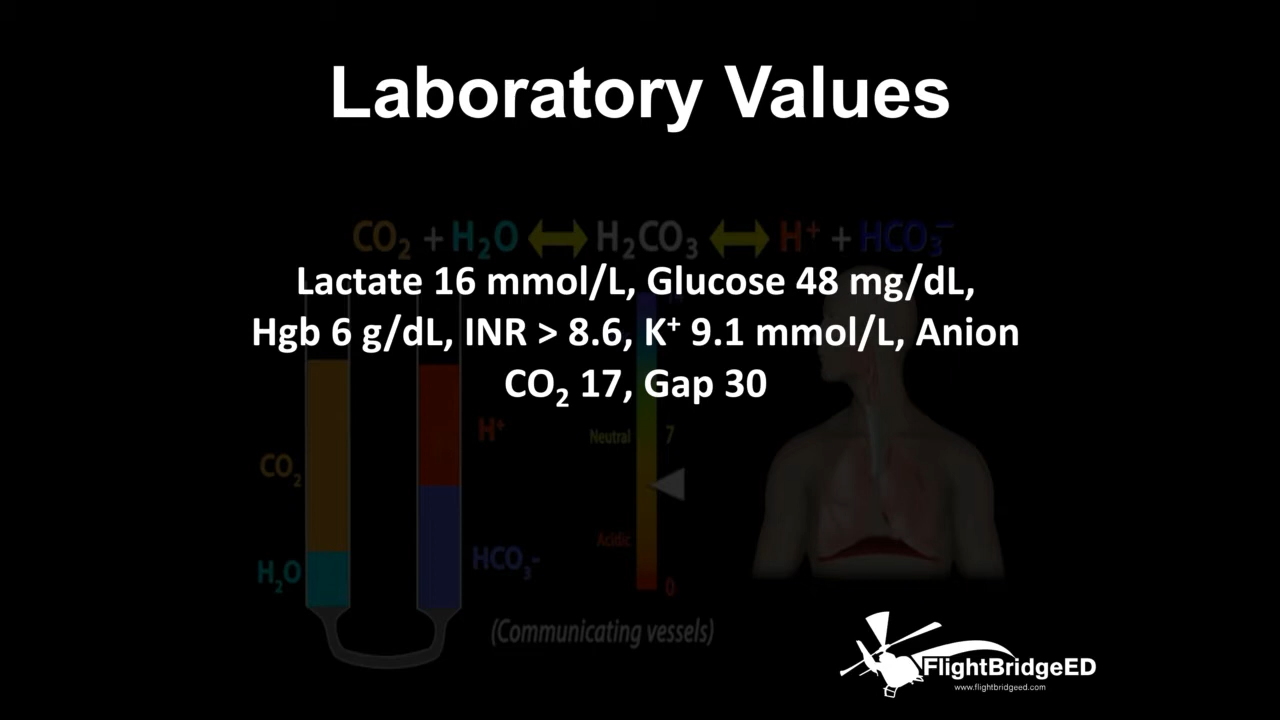 Laboratory Values
CO₂ + H₂O ⟷ H₂CO₃ ⟷ H⁺ + HCO₃⁻
Lactate 16 mmol/L, Glucose 48 mg/dL,
Hgb 6 g/dL, INR > 8.6, K⁺ 9.1 mmol/L, Anion
CO₂ 17, Gap 30
H⁺
Neutral
7
CO₂
Acidic
HCO₃⁻
H₂O
0
(Communicating vessels)
FlightBridgeED
www.flightbridgeed.com